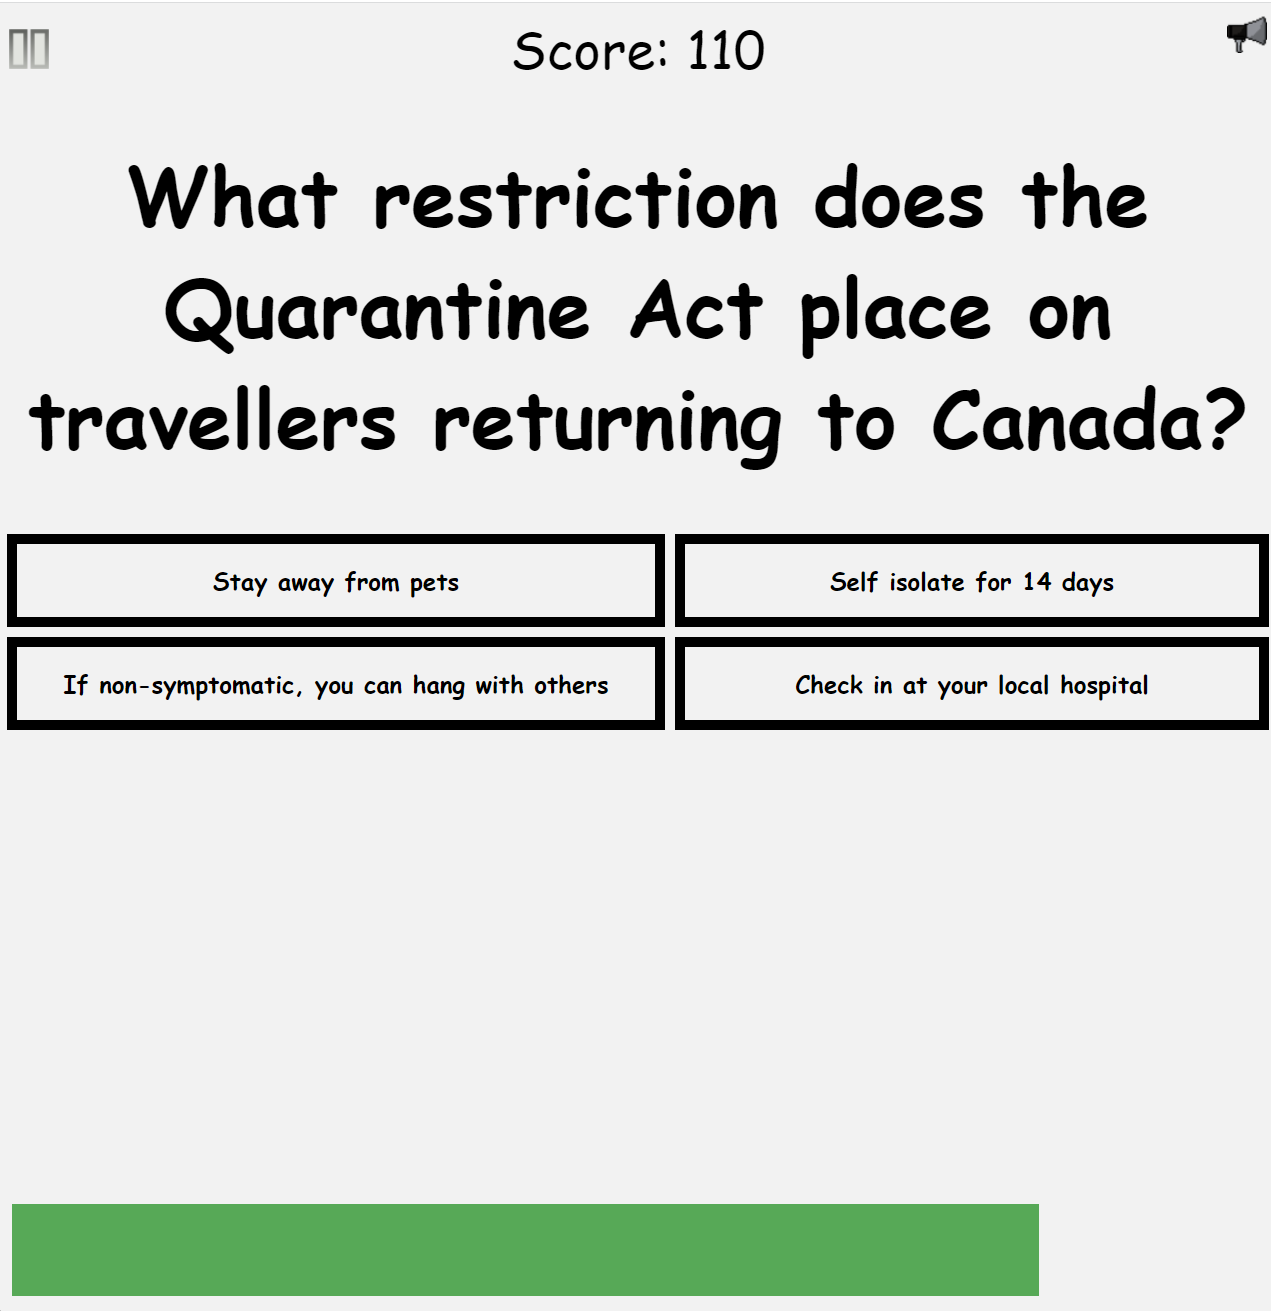 Score: 110
What restriction does the
Quarantine Act place on
travellers returning to Canada?
Stay away from pets
Self isolate for 14 days
If non-symptomatic, you can hang with others
Check in at your local hospital